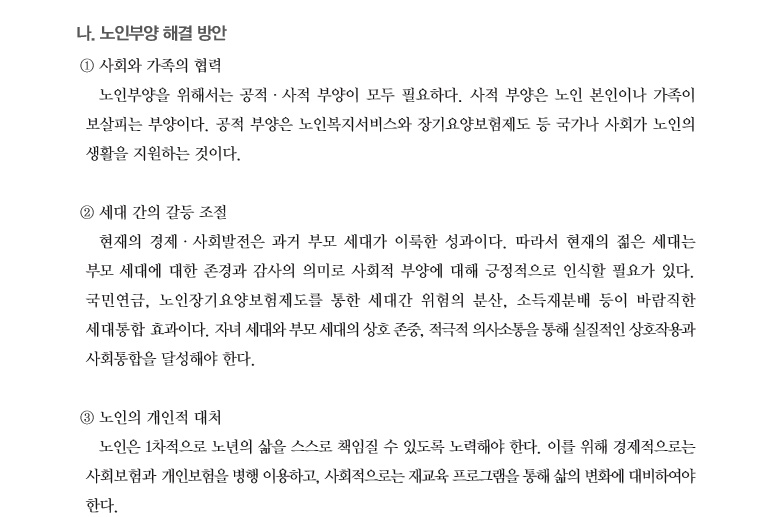 나. 노인부양 해결 방안
① 사회와 가족의 협력
노인부양을 위해서는 공적·사적 부양이 모두 필요하다. 사적 부양은 노인 본인이나 가족이
보살피는 부양이다. 공적 부양은 노인복지서비스와 장기요양보험제도 등 국가나 사회가 노인의
생활을 지원하는 것이다.
② 세대 간의 갈등 조절
현재의 경제·사회발전은 과거 부모 세대가 이룩한 성과이다. 따라서 현재의 젊은 세대는
부모 세대에 대한 존경과 감사의 의미로 사회적 부양에 대해 긍정적으로 인식할 필요가 있다.
국민연금, 노인장기요양보험제도를 통한 세대간 위험의 분산, 소득재분배 등이 바람직한
세대통합 효과이다. 자녀 세대와 부모 세대의 상호 존중, 적극적 의사소통을 통해 실질적인 상호작용과
사회통합을 달성해야 한다.
③ 노인의 개인적 대처
노인은 1차적으로 노년의 삶을 스스로 책임질 수 있도록 노력해야 한다. 이를 위해 경제적으로는
사회보험과 개인보험을 병행 이용하고, 사회적으로는 재교육 프로그램을 통해 삶의 변화에 대비하여야
한다.